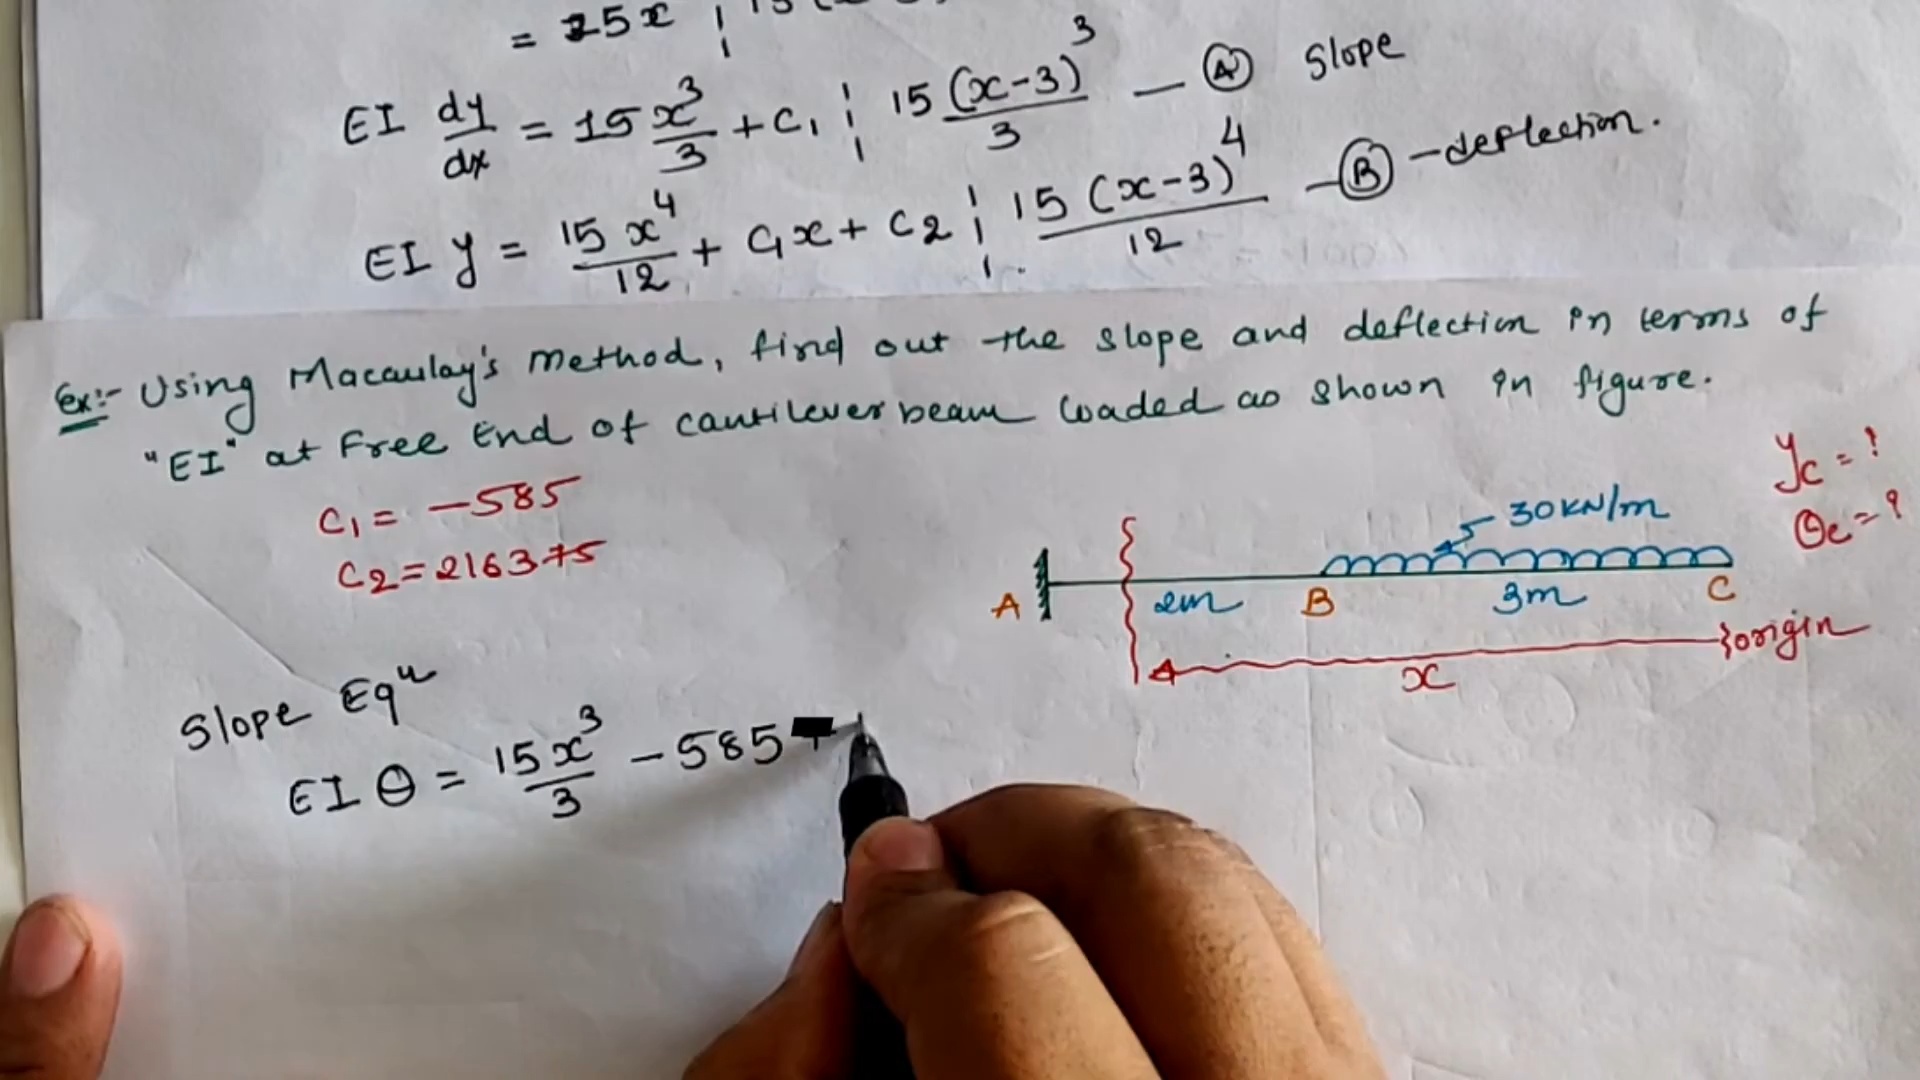 = 25x ¦ 15
EI dy/dx = 15 x³/3 + C₁ ¦ 15 (x-3)³/3 — Ⓐ Slope
EI y = 15 x⁴/12 + C₁x + C₂ ¦ 15 (x-3)⁴/12 — Ⓑ - deflection.
Ex:- Using Macaulay's Method, find out the slope and deflection in terms of
"EI" at Free End of cantilever beam loaded as shown in figure.
C₁ = -585
C₂ = 2163.75
y꜀ = ?
θc = ?
30 KN/m
A 2m B 3m C
x origin
Slope Eqⁿ
EI θ = 15x³/3 - 585